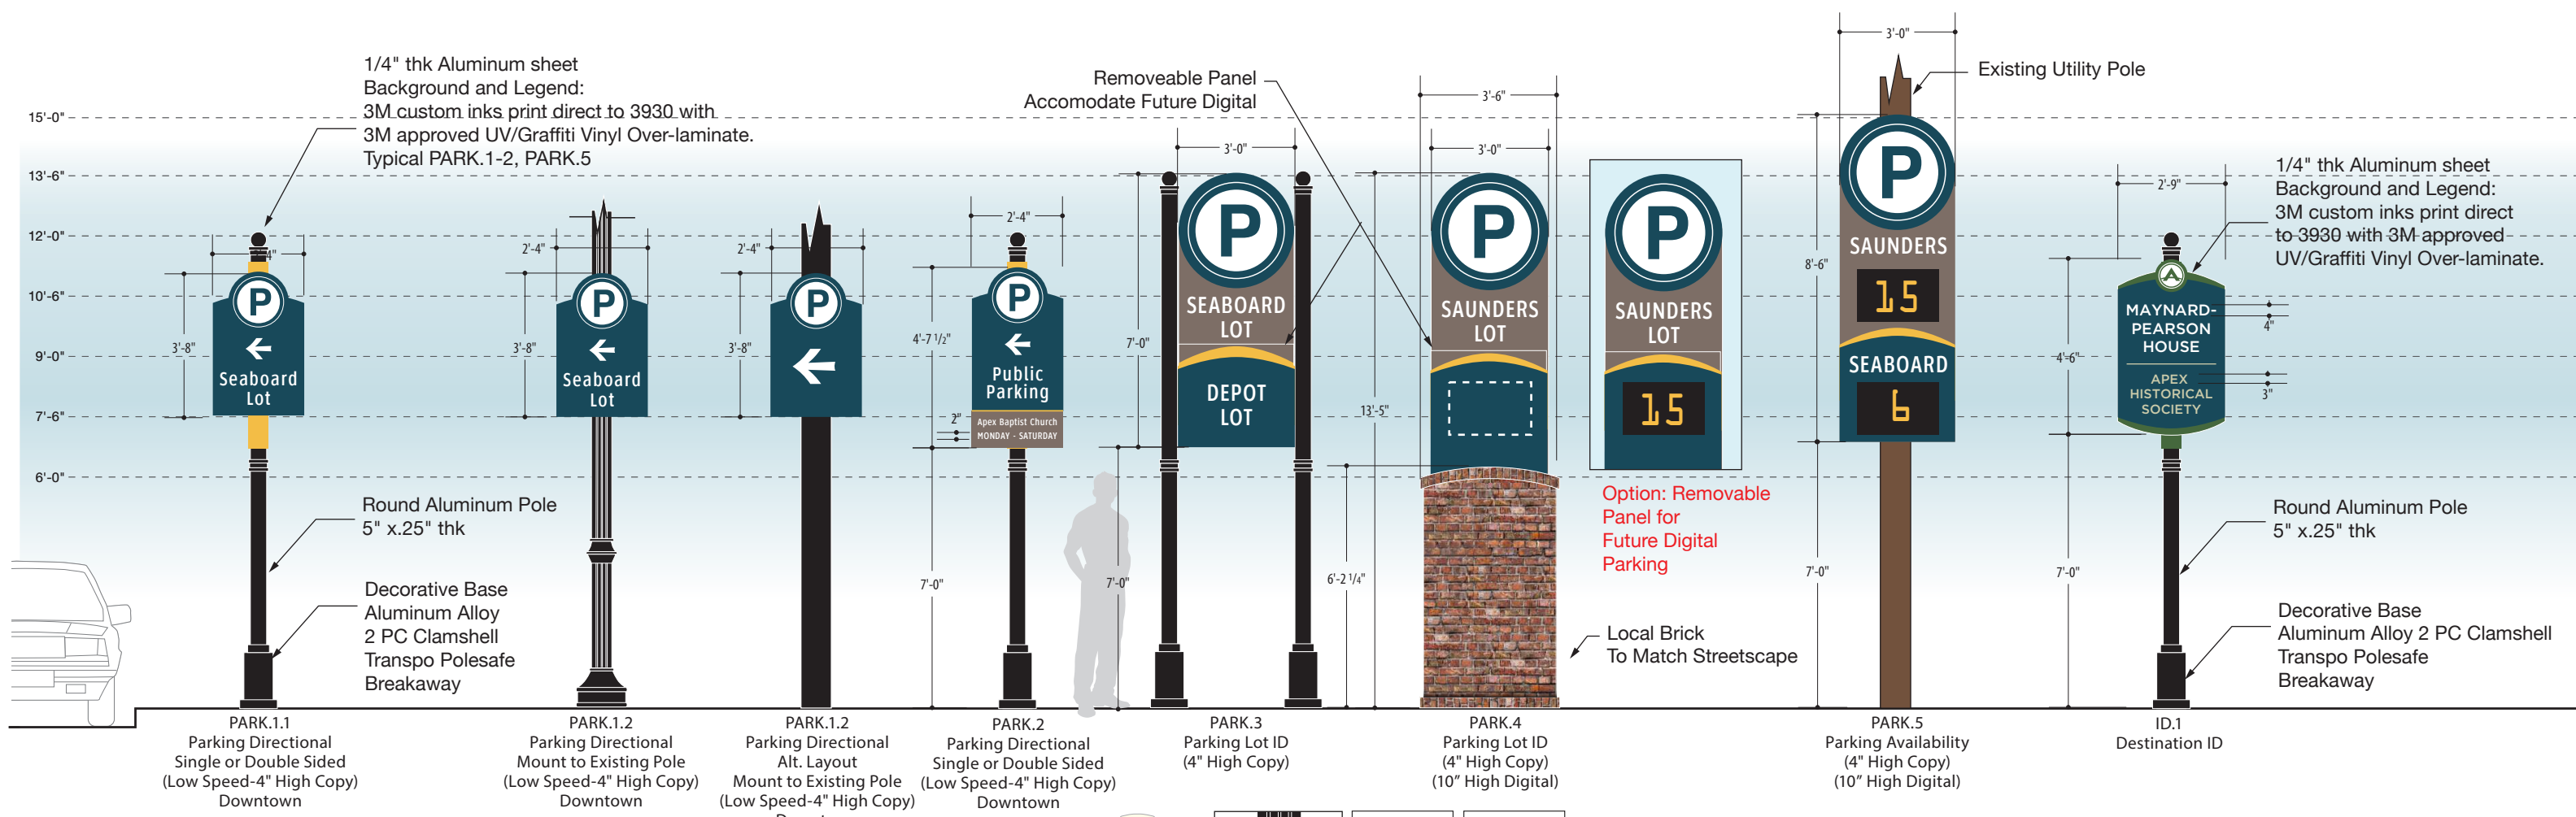 1/4" thk Aluminum sheet
Background and Legend:
3M custom inks print direct to 3930 with
3M approved UV/Graffiti Vinyl Over-laminate.
Typical PARK.1-2, PARK.5
15'-0"
13'-6"
12'-0"
10'-6"
9'-0"
7'-6"
6'-0"
3'-8"
P
Seaboard
Lot
Round Aluminum Pole
5" x.25" thk
Decorative Base
Aluminum Alloy
2 PC Clamshell
Transpo Polesafe
Breakaway
PARK.1.1
Parking Directional
Single or Double Sided
(Low Speed-4" High Copy)
Downtown
2'-4"
3'-8"
P
Seaboard
Lot
PARK.1.2
Parking Directional
Mount to Existing Pole
(Low Speed-4" High Copy)
Downtown
2'-4"
3'-8"
P
PARK.1.2
Parking Directional
Alt. Layout
Mount to Existing Pole
(Low Speed-4" High Copy)
2'-4"
4'-7 1/2"
P
Public
Parking
2"
Apex Baptist Church
MONDAY - SATURDAY
7'-0"
PARK.2
Parking Directional
Single or Double Sided
(Low Speed-4" High Copy)
Downtown
Removeable Panel
Accomodate Future Digital
3'-0"
7'-0"
P
SEABOARD
LOT
DEPOT
LOT
7'-0"
PARK.3
Parking Lot ID
(4" High Copy)
3'-6"
3'-0"
13'-5"
P
SAUNDERS
LOT
6'-2 1/4"
PARK.4
Parking Lot ID
(4" High Copy)
(10” High Digital)
P
SAUNDERS
LOT
15
Option: Removable
Panel for
Future Digital
Parking
Local Brick
To Match Streetscape
3'-0"
Existing Utility Pole
8'-6"
P
SAUNDERS
15
SEABOARD
6
7'-0"
PARK.5
Parking Availability
(4" High Copy)
(10” High Digital)
2'-9"
1/4" thk Aluminum sheet
Background and Legend:
3M custom inks print direct
to 3930 with 3M approved
UV/Graffiti Vinyl Over-laminate.
4'-6"
A
MAYNARD-
PEARSON
HOUSE
4"
APEX
HISTORICAL
SOCIETY
3"
7'-0"
Round Aluminum Pole
5" x.25" thk
Decorative Base
Aluminum Alloy 2 PC Clamshell
Transpo Polesafe
Breakaway
ID.1
Destination ID